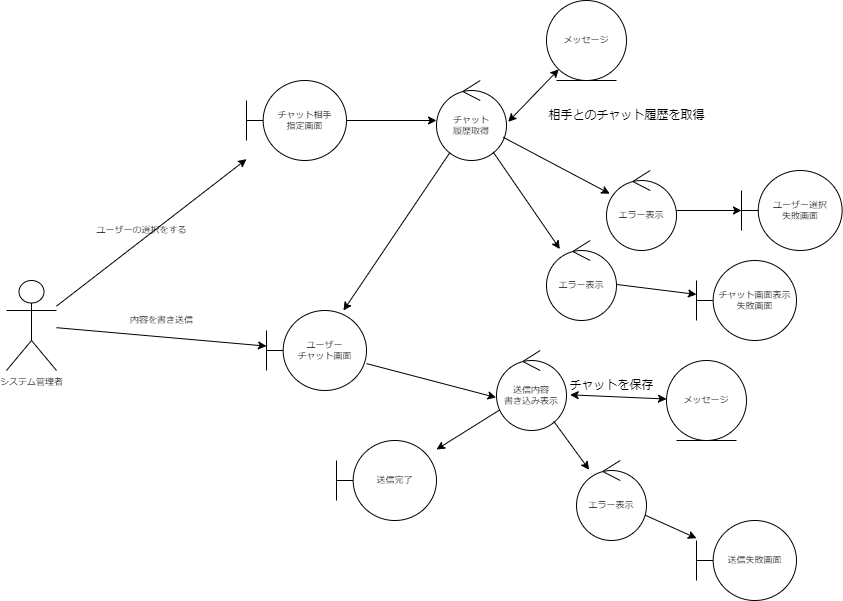 メッセージ
チャット相手
指定画面
チャット
履歴取得
相手とのチャット履歴を取得
エラー表示
ユーザー選択
失敗画面
ユーザーの選択をする
エラー表示
チャット画面表示
失敗画面
内容を書き送信
ユーザー
チャット画面
システム管理者
送信内容
書き込み表示
チャットを保存
メッセージ
送信完了
エラー表示
送信失敗画面